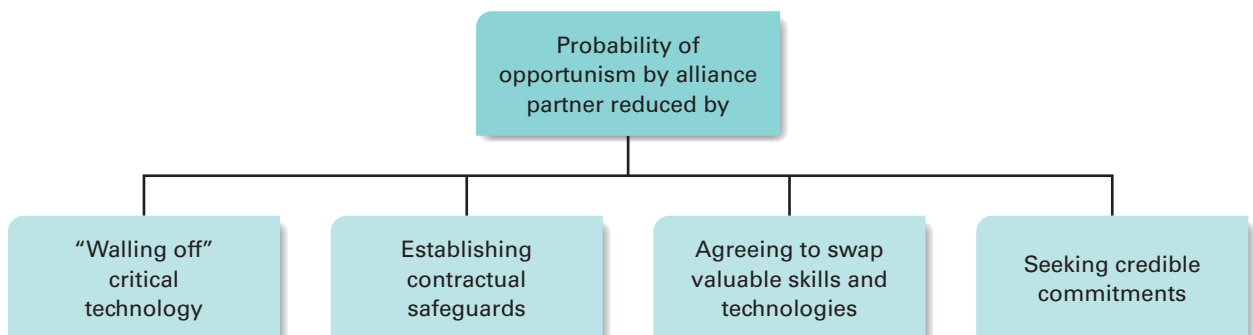 Probability of
opportunism by alliance
partner reduced by
“Walling off”
critical
technology
Establishing
contractual
safeguards
Agreeing to swap
valuable skills and
technologies
Seeking credible
commitments